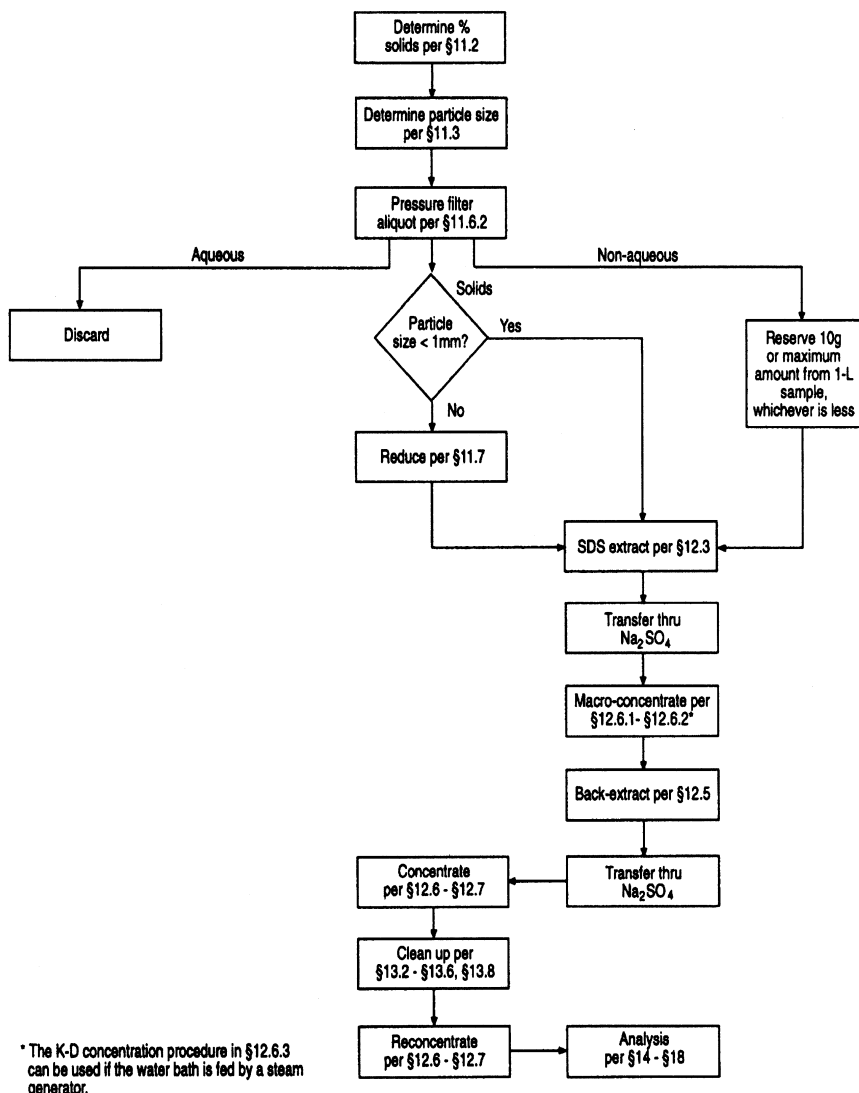 Determine %
solids per §11.2
Determine particle size
per §11.3
Pressure filter
aliquot per §11.6.2
Aqueous
Non-aqueous
Solids
Discard
Particle
size < 1mm?
Yes
Reserve 10g
or maximum
amount from 1-L
sample,
whichever is less
No
Reduce per §11.7
SDS extract per §12.3
Transfer thru
Na₂SO₄
Macro-concentrate per
§12.6.1- §12.6.2*
Back-extract per §12.5
Concentrate
per §12.6 - §12.7
Transfer thru
Na₂SO₄
Clean up per
§13.2 - §13.6, §13.8
Reconcentrate
per §12.6 - §12.7
Analysis
per §14 - §18
* The K-D concentration procedure in §12.6.3
can be used if the water bath is fed by a steam
generator.